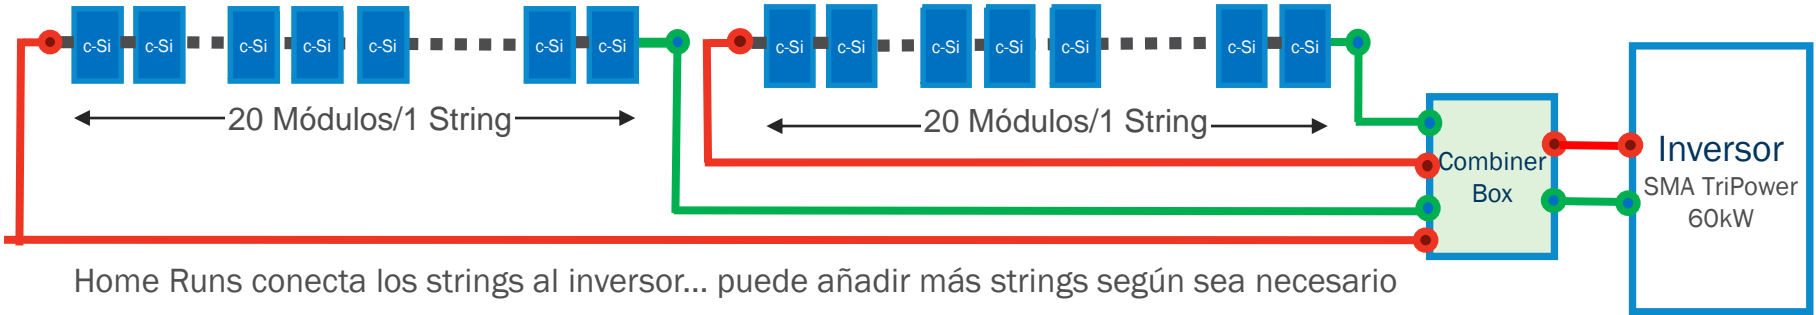 c-Si c-Si c-Si c-Si c-Si c-Si c-Si
c-Si c-Si c-Si c-Si c-Si c-Si c-Si
20 Módulos/1 String
20 Módulos/1 String
Combiner
Box
Inversor
SMA TriPower
60kW
Home Runs conecta los strings al inversor... puede añadir más strings según sea necesario